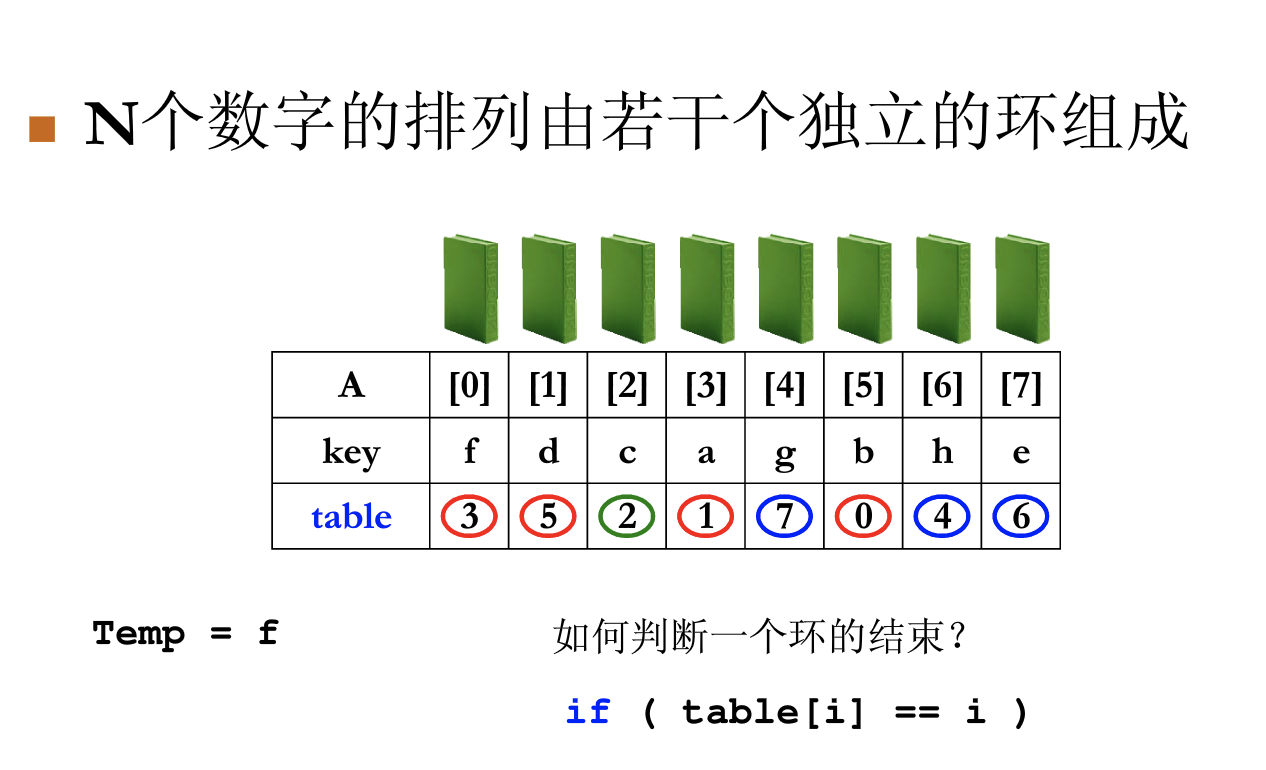 N个数字的排列由若干个独立的环组成
A [0] [1] [2] [3] [4] [5] [6] [7]
key f d c a g b h e
table 3 5 2 1 7 0 4 6
Temp = f
如何判断一个环的结束？
if ( table[i] == i )